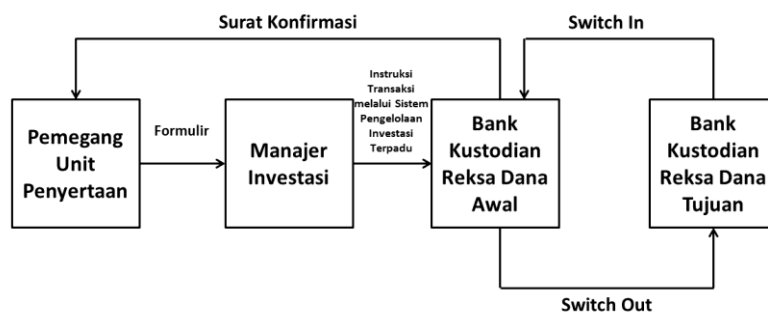 Surat Konfirmasi
Switch In
Pemegang
Unit
Penyertaan
Formulir
Manajer
Investasi
Instruksi
Transaksi
melalui Sistem
Pengelolaan
Investasi
Terpadu
Bank
Kustodian
Reksa Dana
Awal
Bank
Kustodian
Reksa Dana
Tujuan
Switch Out